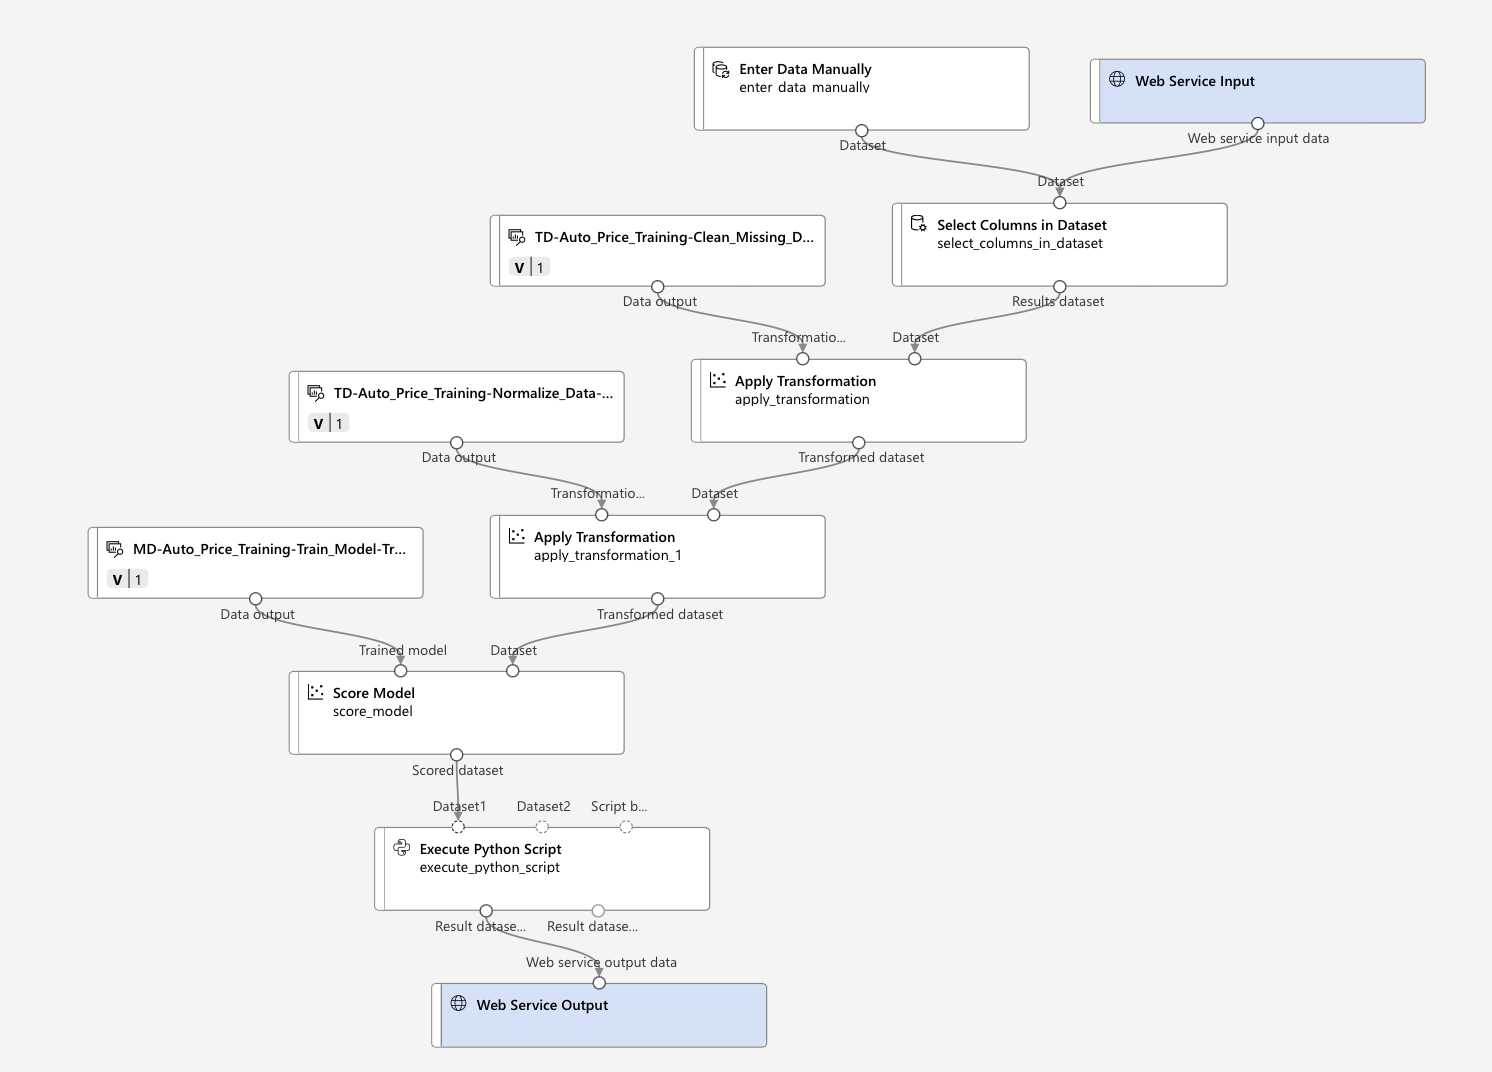 Enter Data Manually
enter_data_manually
Web Service Input
Dataset
Web service input data
Dataset
Select Columns in Dataset
select_columns_in_dataset
TD-Auto_Price_Training-Clean_Missing_D...
V 1
Data output
Results dataset
Transformatio...
Dataset
Apply Transformation
apply_transformation
TD-Auto_Price_Training-Normalize_Data-...
V 1
Data output
Transformed dataset
Transformatio...
Dataset
Apply Transformation
apply_transformation_1
MD-Auto_Price_Training-Train_Model-Tr...
V 1
Data output
Transformed dataset
Trained model
Dataset
Score Model
score_model
Scored dataset
Dataset1
Dataset2
Script b...
Execute Python Script
execute_python_script
Result datase...
Result datase...
Web service output data
Web Service Output